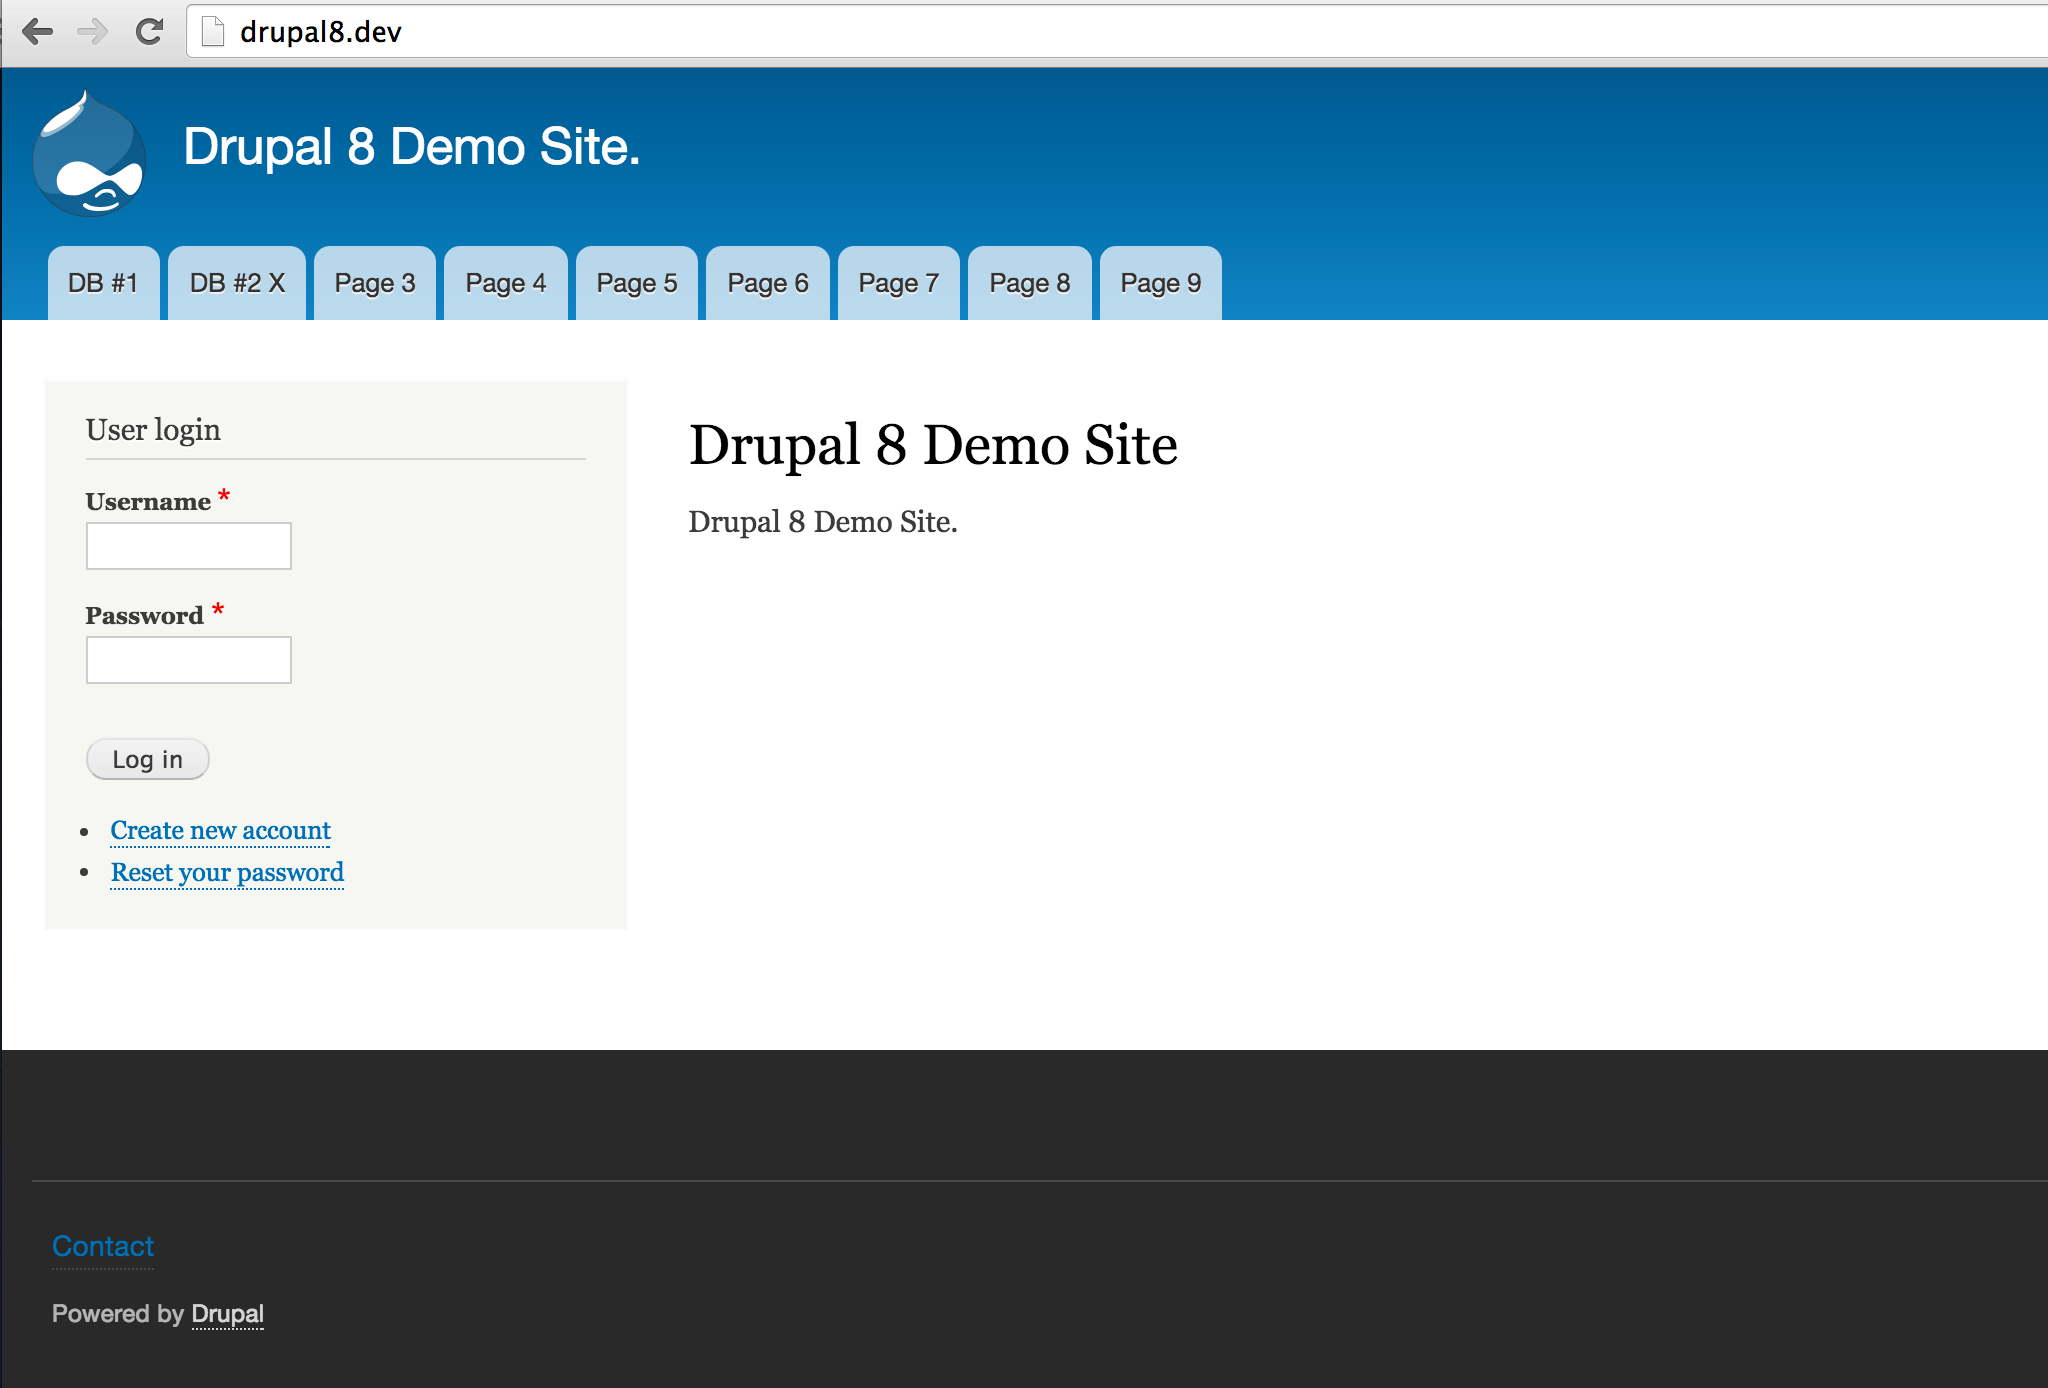 drupal8.dev
Drupal 8 Demo Site.
DB #1 DB #2 X Page 3 Page 4 Page 5 Page 6 Page 7 Page 8 Page 9
User login
Username *
Password *
Log in
Create new account
Reset your password
Drupal 8 Demo Site
Drupal 8 Demo Site.
Contact
Powered by Drupal